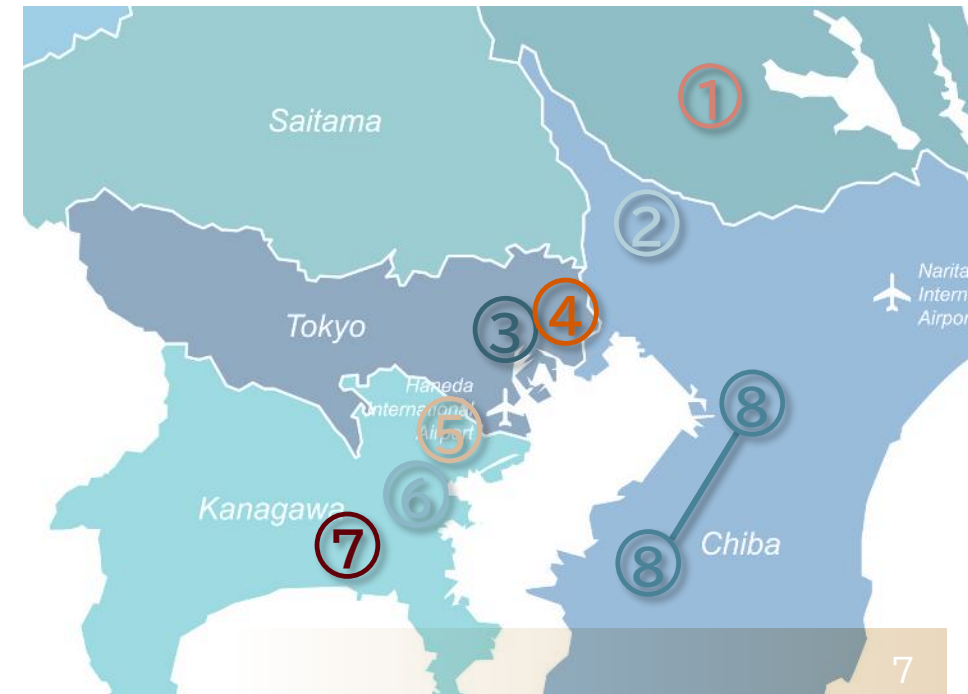 ①
Saitama
②
Narita
Intern
Airpor
④
③
Tokyo
Haneda
International
Airport
⑧
⑤
⑥
Kanagawa
⑦
Chiba
⑧
7